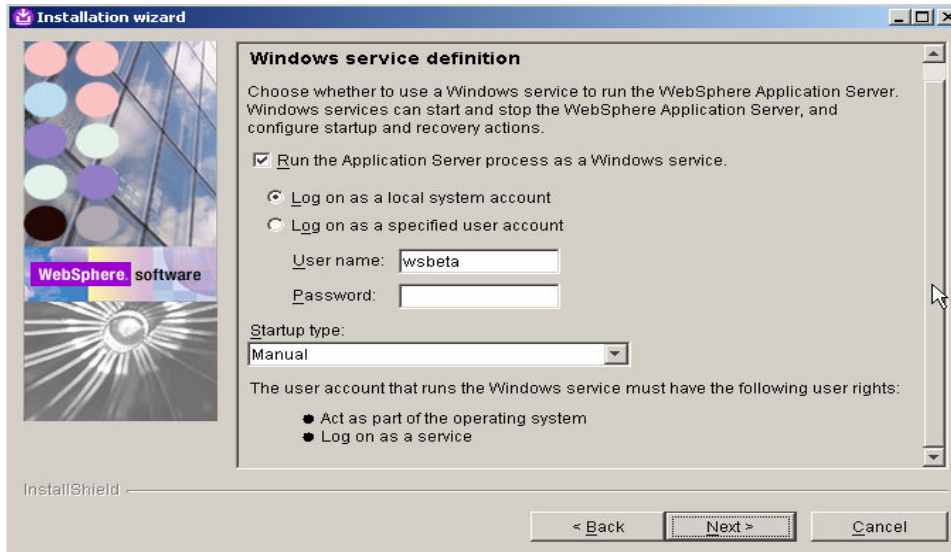 Installation wizard
Windows service definition
Choose whether to use a Windows service to run the WebSphere Application Server.
Windows services can start and stop the WebSphere Application Server, and
configure startup and recovery actions.
Run the Application Server process as a Windows service.
Log on as a local system account
Log on as a specified user account
User name: wsbeta
Password:
WebSphere. software
Startup type:
Manual
The user account that runs the Windows service must have the following user rights:
Act as part of the operating system
Log on as a service
InstallShield
< Back Next > Cancel